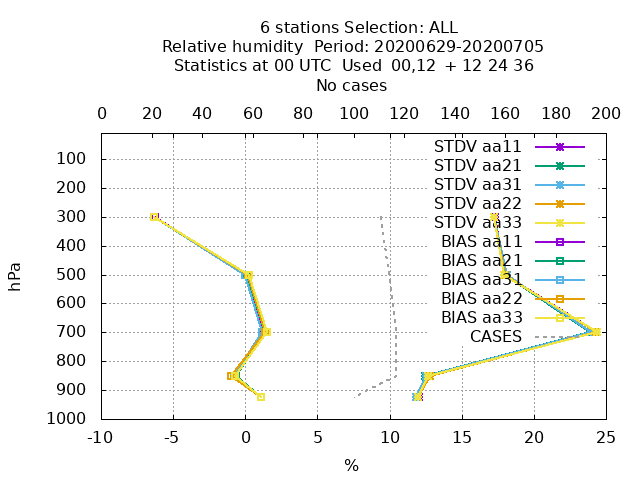 6 stations Selection: ALL
Relative humidity  Period: 20200629-20200705
Statistics at 00 UTC  Used  00,12  + 12 24 36
No cases
0 20 40 60 80 100 120 140 160 180 200
STDV aa11
STDV aa21
STDV aa31
STDV aa22
STDV aa33
BIAS aa11
BIAS aa21
BIAS aa31
BIAS aa22
BIAS aa33
CASES
100
200
300
400
500
600
700
800
900
1000
hPa
-10 -5 0 5 10 15 20 25
%